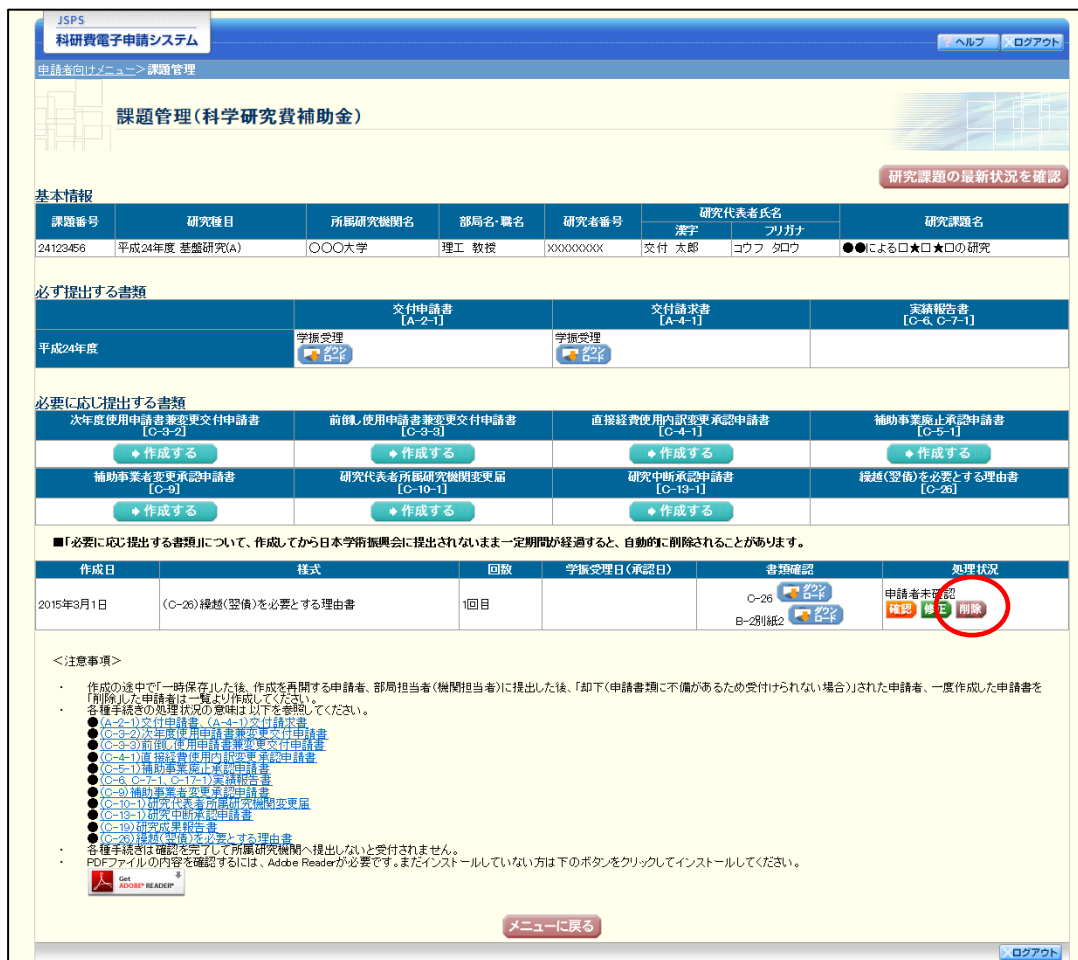 JSPS
科研費電子申請システム
ヘルプ
ログアウト
申請者向けメニュー>課題管理
課題管理(科学研究費補助金)
研究課題の最新状況を確認
基本情報
課題番号 研究種目 所属研究機関名 部局名・職名 研究者番号 研究代表者氏名 研究課題名
漢字 フリガナ
24123456 平成24年度 基盤研究(A) 〇〇〇大学 理工 教授 XXXXXXXXX 交付 太郎 コウフ タロウ ●●による□★□★□の研究
必ず提出する書類
交付申請書 交付請求書 実績報告書
[A-2-1] [A-4-1] [C-6、C-7-1]
平成24年度
学振受理 学振受理
ダウンロード ダウンロード
必要に応じ提出する書類
次年度使用申請書兼変更交付申請書 前倒し使用申請書兼変更交付申請書 直接経費使用内訳変更承認申請書 補助事業廃止承認申請書
[C-3-2] [C-3-3] [C-4-1] [C-5-1]
作成する 作成する 作成する 作成する
補助事業者変更承認申請書 研究代表者所属研究機関変更届 研究中断承認申請書 繰越(翌債)を必要とする理由書
[C-9] [C-10-1] [C-13-1] [C-26]
作成する 作成する 作成する
■「必要に応じ提出する書類」について、作成してから日本学術振興会に提出されないまま一定期間が経過すると、自動的に削除されることがあります。
作成日 様式 回数 学振受理日(承認日) 書類確認 処理状況
2015年3月1日 (C-26)繰越(翌債)を必要とする理由書 1回目
C-26 ダウンロード
B-2別紙2 ダウンロード
申請者未確認
確認 修正 削除
<注意事項>
・ 作成の途中で「一時保存」した後、作成を再開する申請者、部局担当者(機関担当者)に提出した後、「却下(申請書類に不備があるため受付けられない場合)」された申請者、一度作成した申請書を
「削除」した申請者は一覧より作成してください。
・ 各種手続きの処理状況の意味は以下を参照してください。
●(A-2-1)交付申請書、(A-4-1)交付請求書
●(C-3-2)次年度使用申請書兼変更交付申請書
●(C-3-3)前倒し使用申請書兼変更交付申請書
●(C-4-1)直接経費使用内訳変更承認申請書
●(C-5-1)補助事業廃止承認申請書
●(C-6、C-7-1、C-17-1)実績報告書
●(C-9)補助事業者変更承認申請書
●(C-10-1)研究代表者所属研究機関変更届
●(C-13-1)研究中断承認申請書
●(C-19)研究成果報告書
●(C-26)繰越(翌債)を必要とする理由書
・ 各種手続きは確認を完了して所属研究機関へ提出しないと受付されません。
・ PDFファイルの内容を確認するには、Adobe Readerが必要です。まだインストールしていない方は下のボタンをクリックしてインストールしてください。
Get
ADOBE® READER®
メニューに戻る
ログアウト